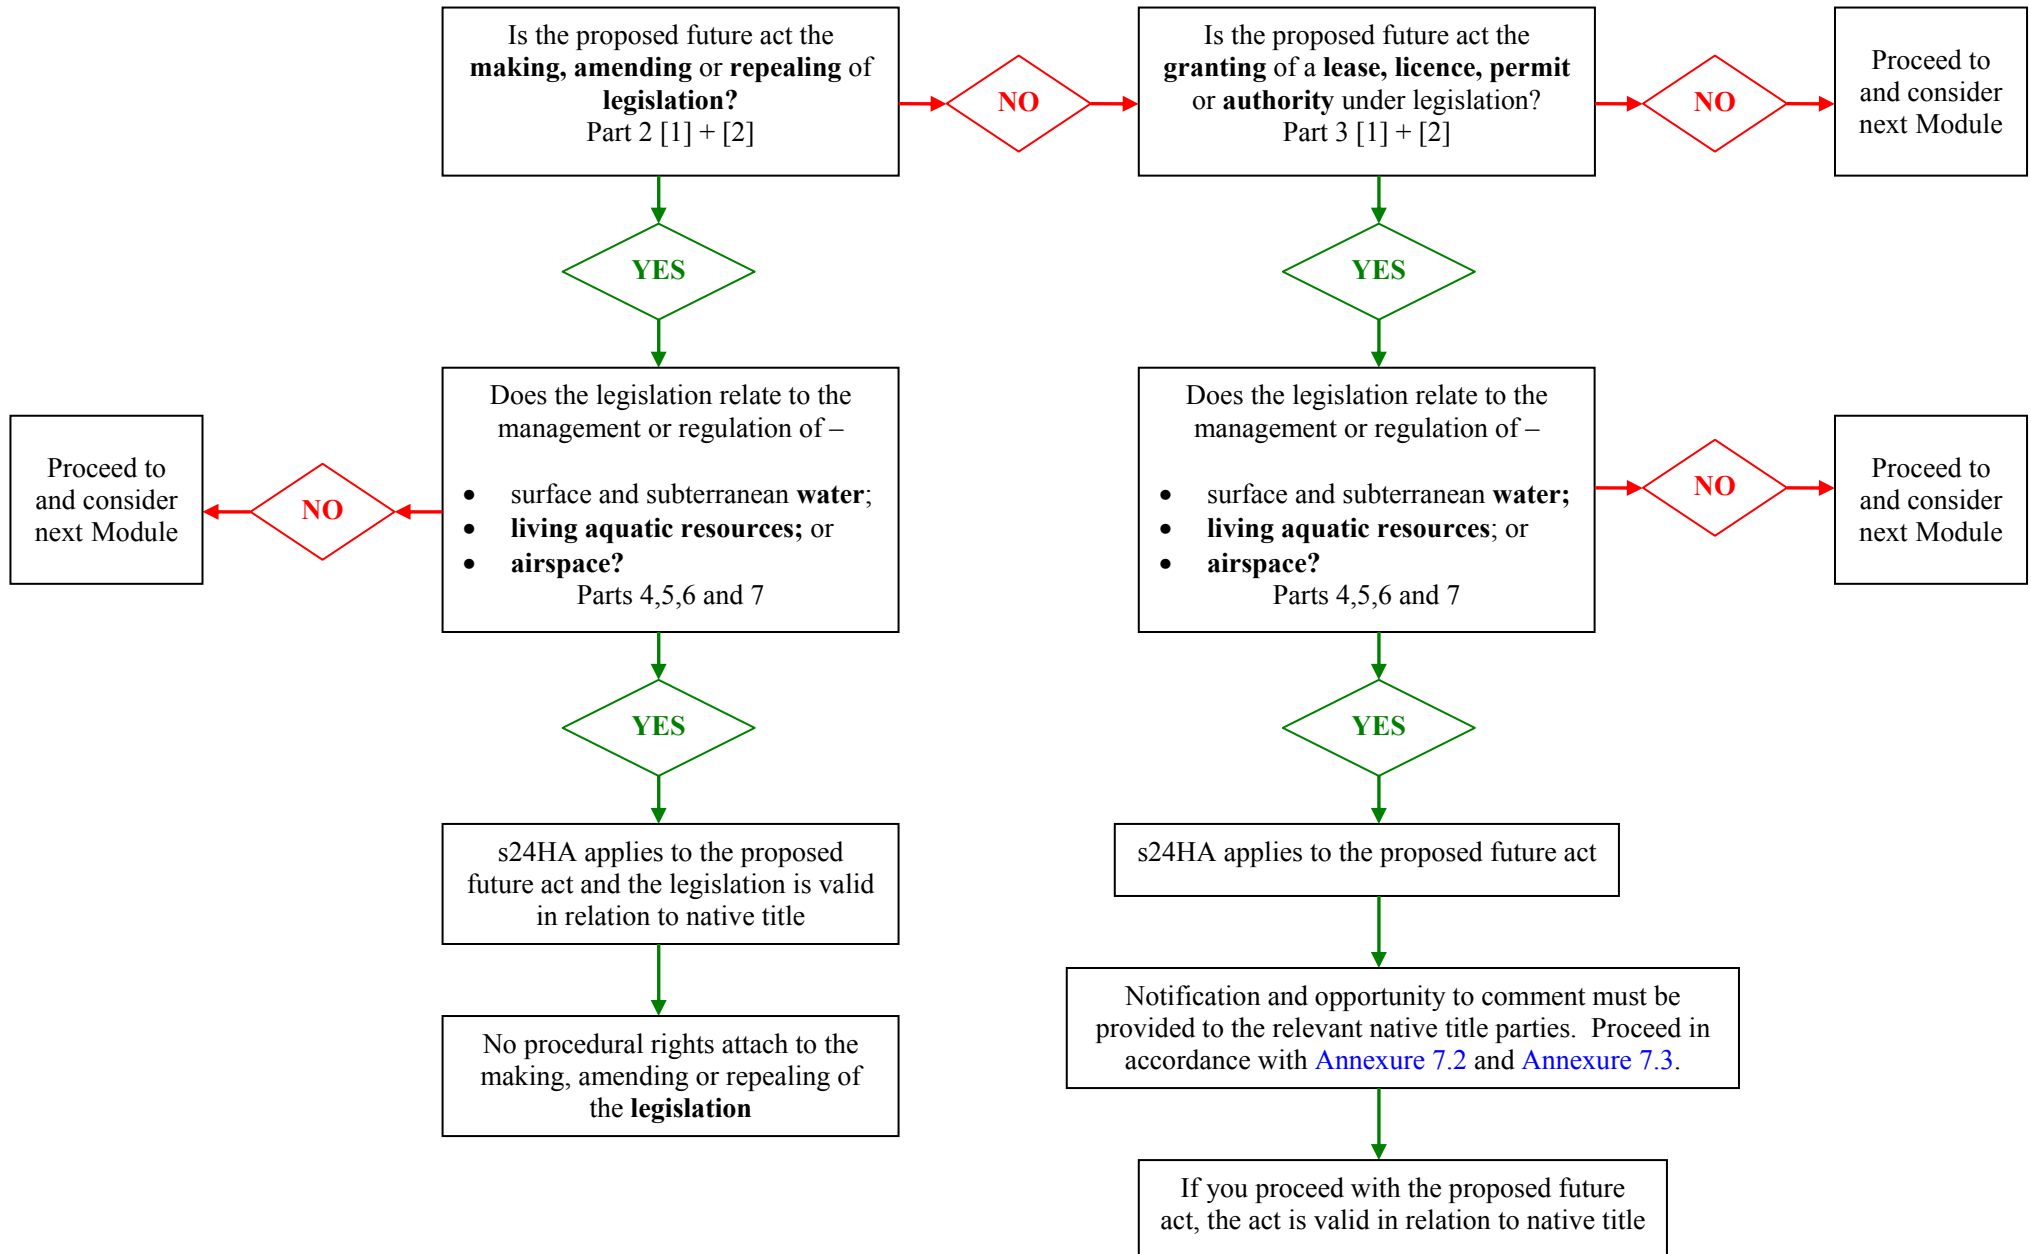 Is the proposed future act the
making, amending or repealing of
legislation?
Part 2 [1] + [2]
NO
Is the proposed future act the
granting of a lease, licence, permit
or authority under legislation?
Part 3 [1] + [2]
NO
Proceed to
and consider
next Module
YES
YES
Proceed to
and consider
next Module
NO
Does the legislation relate to the
management or regulation of –
• surface and subterranean water;
• living aquatic resources; or
• airspace?
Parts 4,5,6 and 7
Does the legislation relate to the
management or regulation of –
• surface and subterranean water;
• living aquatic resources; or
• airspace?
Parts 4,5,6 and 7
NO
Proceed to
and consider
next Module
YES
YES
s24HA applies to the proposed
future act and the legislation is valid
in relation to native title
s24HA applies to the proposed future act
No procedural rights attach to the
making, amending or repealing of
the legislation
Notification and opportunity to comment must be
provided to the relevant native title parties.  Proceed in
accordance with Annexure 7.2 and Annexure 7.3.
If you proceed with the proposed future
act, the act is valid in relation to native title